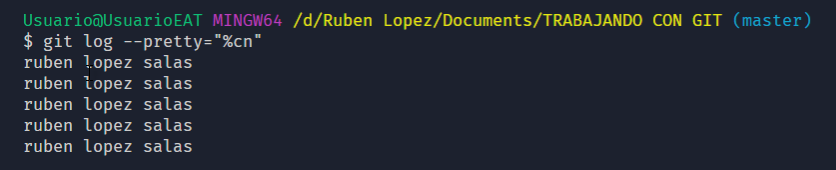 Usuario@UsuarioEAT MINGW64 /d/Ruben Lopez/Documents/TRABAJANDO CON GIT (master)
$ git log --pretty="%cn"
ruben lopez salas
ruben lopez salas
ruben lopez salas
ruben lopez salas
ruben lopez salas